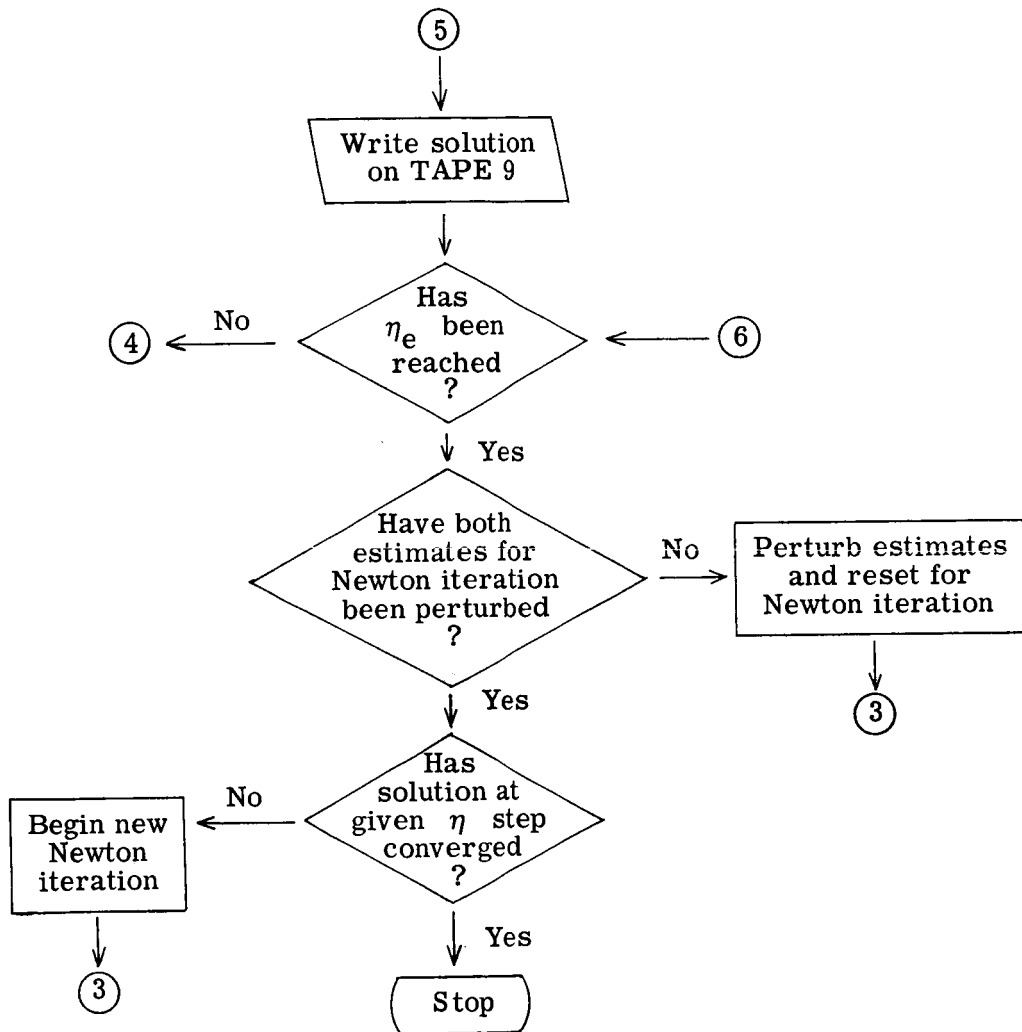 5
Write solution
on TAPE 9
Has
η_e been
reached
?
No
4
6
Yes
Have both
estimates for
Newton iteration
been perturbed
?
No
Perturb estimates
and reset for
Newton iteration
3
Yes
Has
solution at
given η step
converged
?
No
Begin new
Newton
iteration
3
Yes
Stop